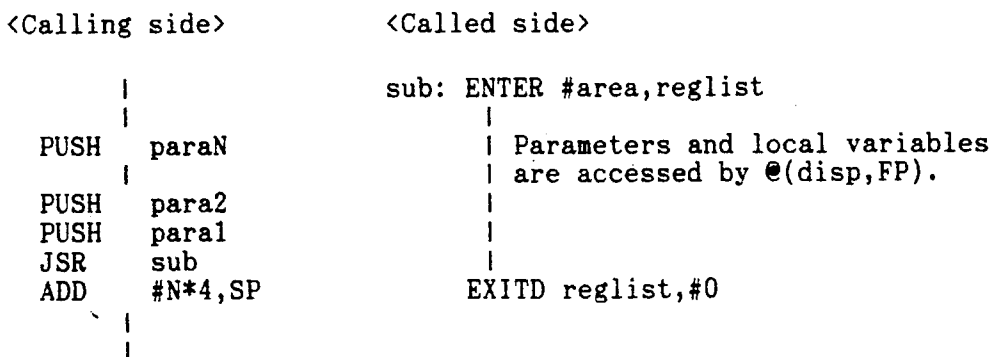 <Calling side> <Called side>
sub: ENTER #area,reglist
PUSH paraN Parameters and local variables
are accessed by @(disp,FP).
PUSH para2
PUSH para1
JSR sub
ADD #N*4,SP EXITD reglist,#0